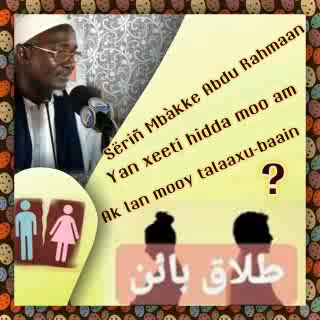 Sëriñ Mbàkke Abdu Rahmaan
Yan xeeti hidda moo am
Ak lan mooy talaaxu-baain
?
طلاق بائن